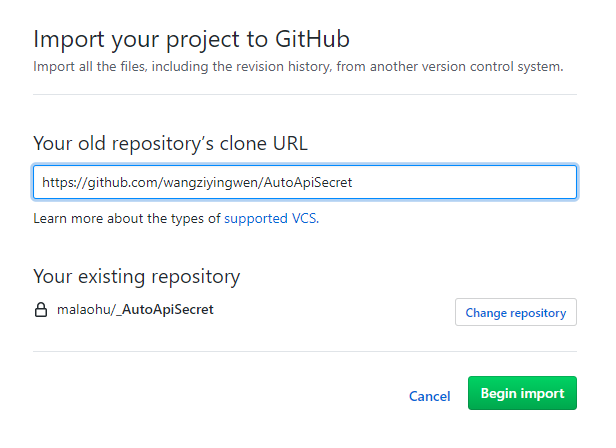 Import your project to GitHub
Import all the files, including the revision history, from another version control system.
Your old repository’s clone URL
https://github.com/wangziyingwen/AutoApiSecret
Learn more about the types of supported VCS.
Your existing repository
malaohu/_AutoApiSecret
Change repository
Cancel
Begin import